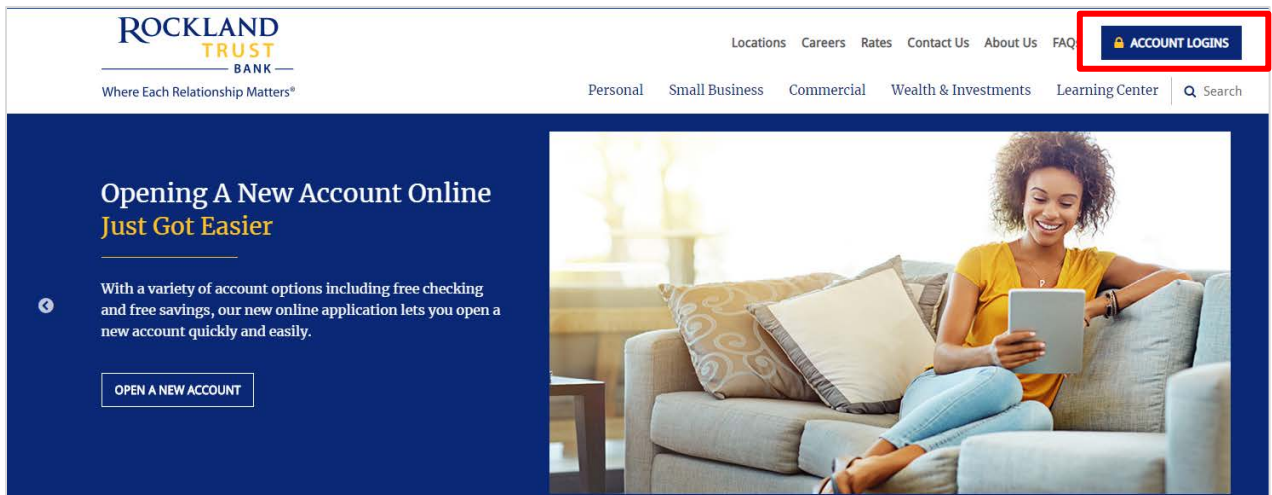 ROCKLAND
TRUST
BANK
Where Each Relationship Matters®
Locations Careers Rates Contact Us About Us FAQs ACCOUNT LOGINS
Personal Small Business Commercial Wealth & Investments Learning Center Search
Opening A New Account Online
Just Got Easier
With a variety of account options including free checking
and free savings, our new online application lets you open a
new account quickly and easily.
OPEN A NEW ACCOUNT